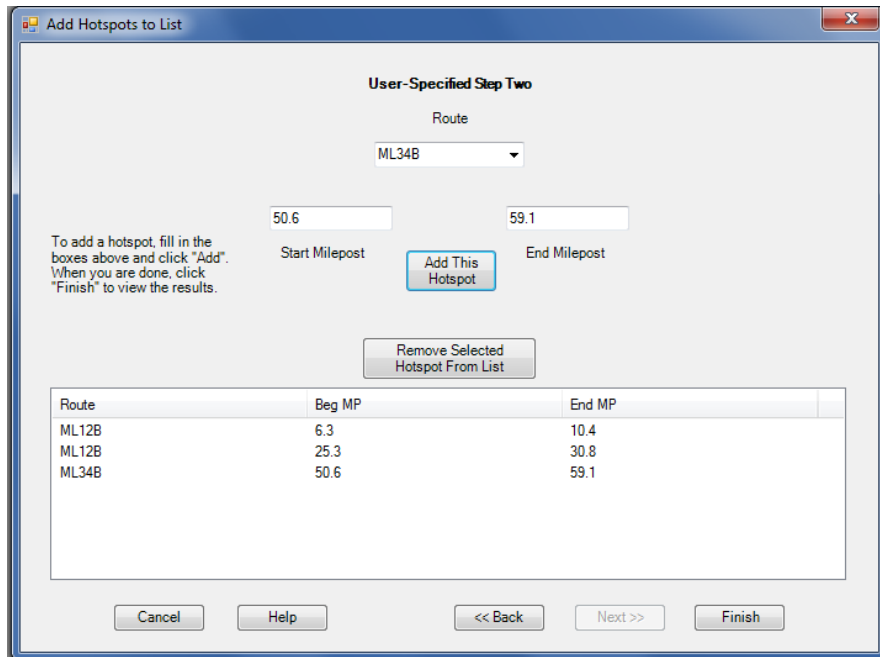 Add Hotspots to List
User-Specified Step Two
Route
ML34B
50.6 59.1
To add a hotspot, fill in the
boxes above and click "Add".
When you are done, click
"Finish" to view the results.
Start Milepost
Add This
Hotspot
End Milepost
Remove Selected
Hotspot From List
Route Beg MP End MP
ML12B 6.3 10.4
ML12B 25.3 30.8
ML34B 50.6 59.1
Cancel Help << Back Next >> Finish